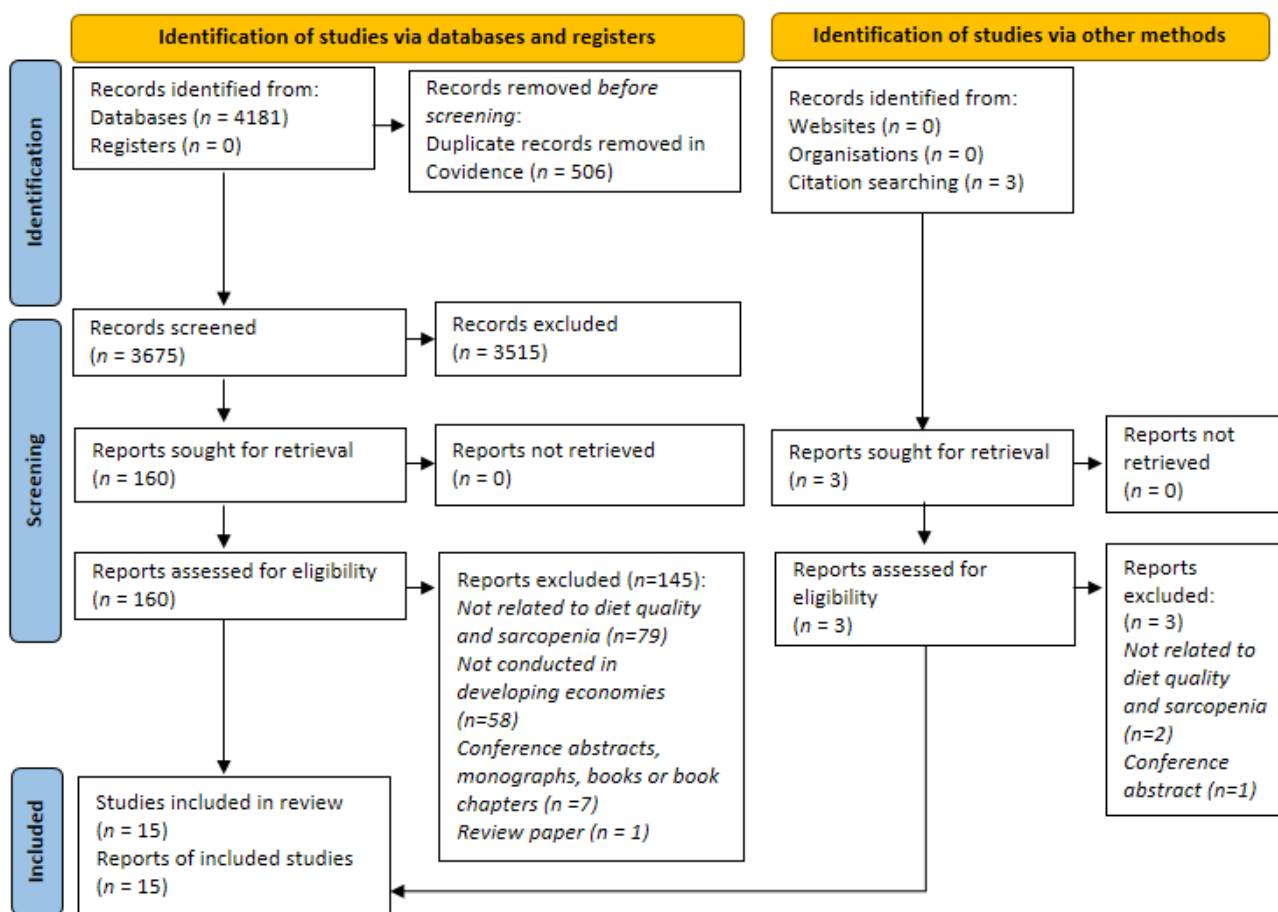 Identification of studies via databases and registers
Identification of studies via other methods
Identification
Records identified from:
Databases (n = 4181)
Registers (n = 0)
Records removed before
screening:
Duplicate records removed in
Covidence (n = 506)
Records identified from:
Websites (n = 0)
Organisations (n = 0)
Citation searching (n = 3)
Screening
Records screened
(n = 3675)
Records excluded
(n = 3515)
Reports sought for retrieval
(n = 160)
Reports not retrieved
(n = 0)
Reports sought for retrieval
(n = 3)
Reports not
retrieved
(n = 0)
Reports assessed for eligibility
(n = 160)
Reports excluded (n=145):
Not related to diet quality
and sarcopenia (n=79)
Not conducted in
developing economies
(n=58)
Conference abstracts,
monographs, books or book
chapters (n =7)
Review paper (n = 1)
Reports assessed for
eligibility
(n = 3)
Reports
excluded:
(n = 3)
Not related to
diet quality
and sarcopenia
(n=2)
Conference
abstract (n=1)
Included
Studies included in review
(n = 15)
Reports of included studies
(n = 15)